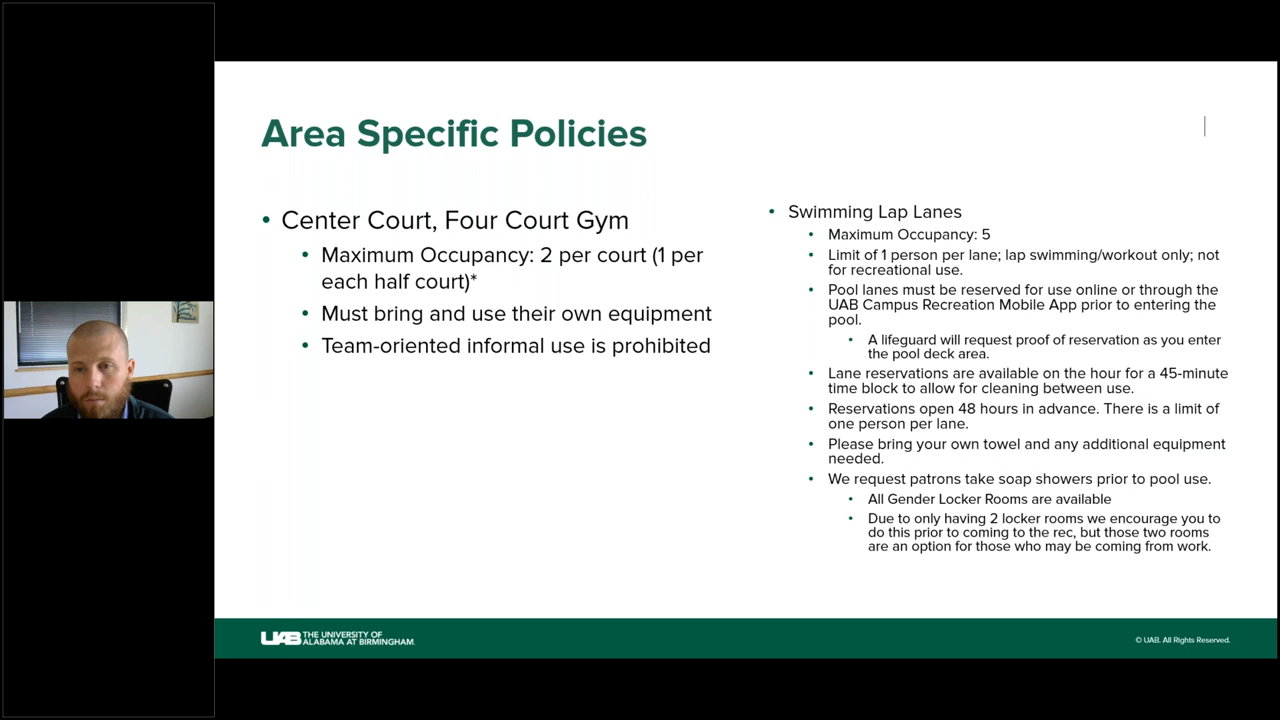 Area Specific Policies
• Center Court, Four Court Gym
• Maximum Occupancy: 2 per court (1 per
each half court)*
• Must bring and use their own equipment
• Team-oriented informal use is prohibited
• Swimming Lap Lanes
• Maximum Occupancy: 5
• Limit of 1 person per lane; lap swimming/workout only; not
for recreational use.
• Pool lanes must be reserved for use online or through the
UAB Campus Recreation Mobile App prior to entering the
pool.
• A lifeguard will request proof of reservation as you enter
the pool deck area.
• Lane reservations are available on the hour for a 45-minute
time block to allow for cleaning between use.
• Reservations open 48 hours in advance. There is a limit of
one person per lane.
• Please bring your own towel and any additional equipment
needed.
• We request patrons take soap showers prior to pool use.
• All Gender Locker Rooms are available
• Due to only having 2 locker rooms we encourage you to
do this prior to coming to the rec, but those two rooms
are an option for those who may be coming from work.
UAB THE UNIVERSITY OF
ALABAMA AT BIRMINGHAM.
© UAB. All Rights Reserved.